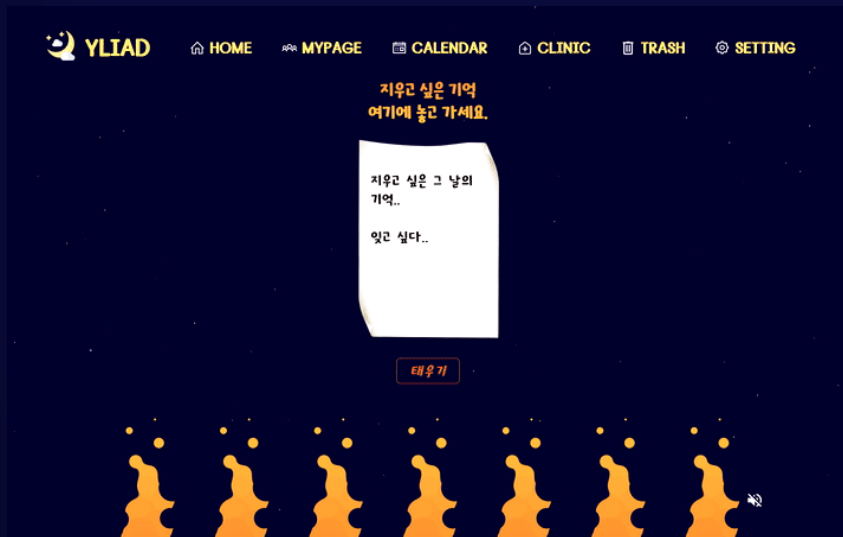 YLIAD HOME MYPAGE CALENDAR CLINIC TRASH SETTING
지우고 싶은 기억
여기에 놓고 가세요.
지우고 싶은 그 날의
기억..
잊고 싶다..
태우기